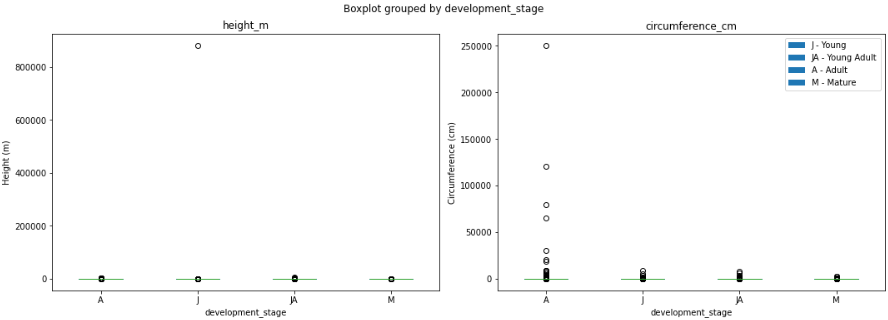 Boxplot grouped by development_stage
height_m
Height (m)
800000
600000
400000
200000
0
A J JA M
development_stage
circumference_cm
Circumference (cm)
250000
200000
150000
100000
50000
0
J - Young
JA - Young Adult
A - Adult
M - Mature
A J JA M
development_stage